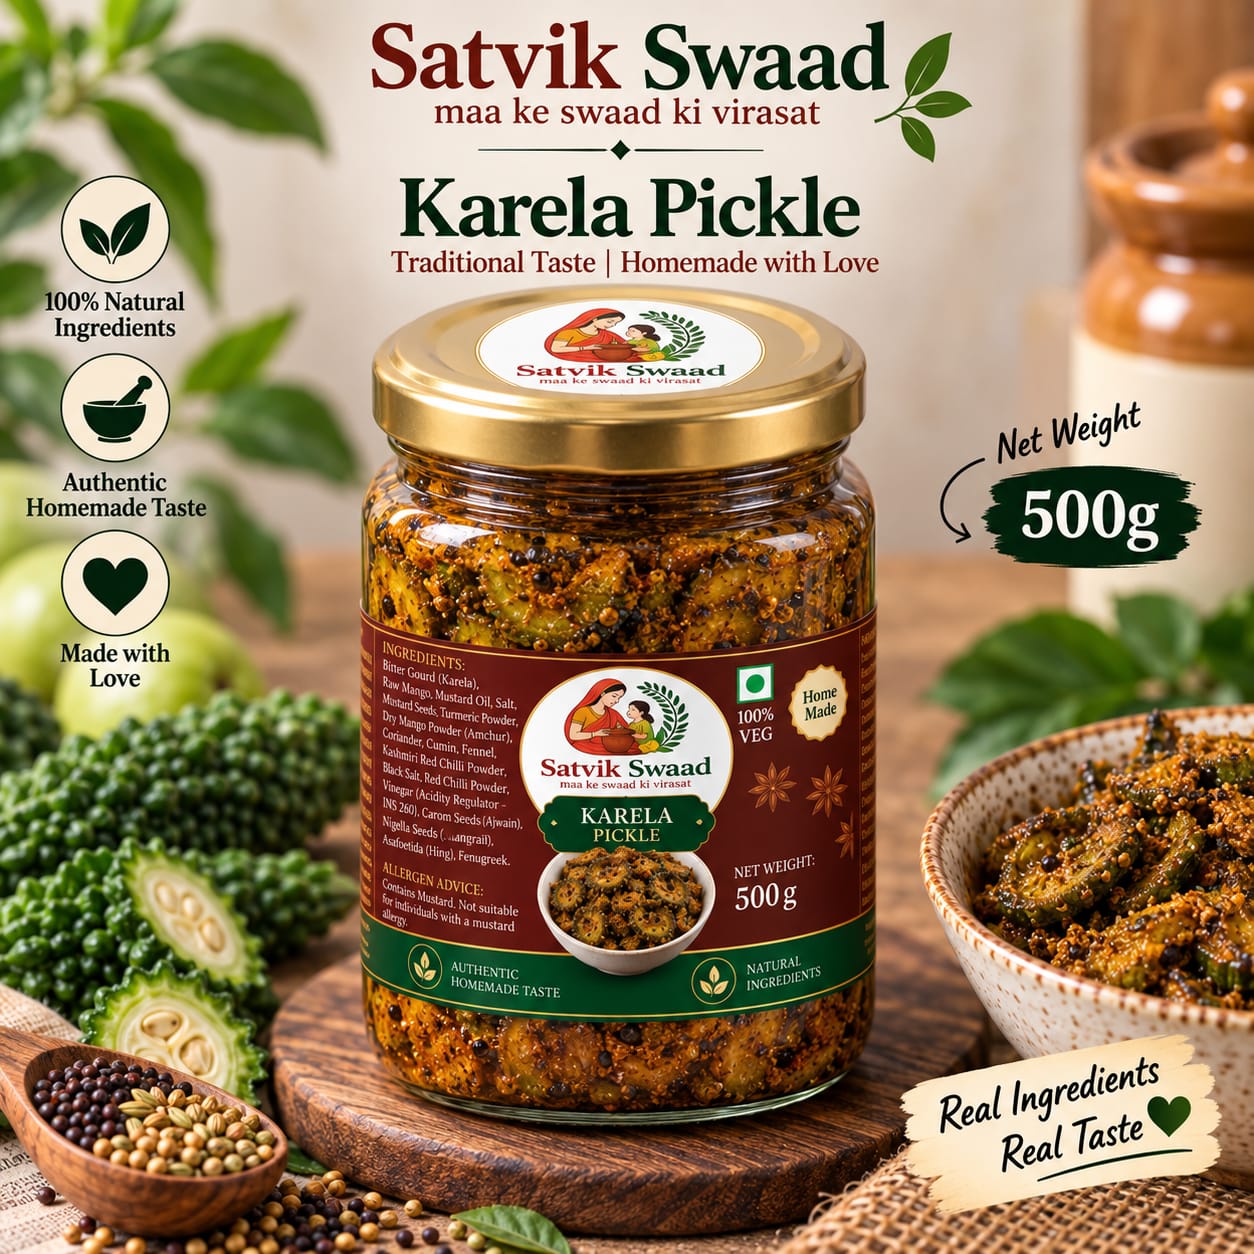 Satvik Swaad
maa ke swaad ki virasat
Karela Pickle
Traditional Taste | Homemade with Love
100% Natural
Ingredients
Authentic
Homemade Taste
Made with
Love
Satvik Swaad
maa ke swaad ki virasat
Net Weight
500g
INGREDIENTS:
Bitter Gourd (Karela),
Raw Mango, Mustard Oil, Salt,
Mustard Seeds, Turmeric Powder,
Dry Mango Powder (Amchur),
Coriander, Cumin, Fennel,
Kashmiri Red Chilli Powder,
Black Salt, Red Chilli Powder,
Vinegar (Acidity Regulator –
INS 260), Carom Seeds (Ajwain),
Nigella Seeds
Asafoetida (Hing), Fenugreek.
ALLERGEN ADVICE:
Contains Mustard. Not suitable
for individuals with a mustard
allergy.
Satvik Swaad
maa ke swaad ki virasat
KARELA
PICKLE
100%
VEG
Home
Made
NET WEIGHT:
500 g
AUTHENTIC
HOMEMADE TASTE
NATURAL
INGREDIENTS
Real Ingredients
Real Taste